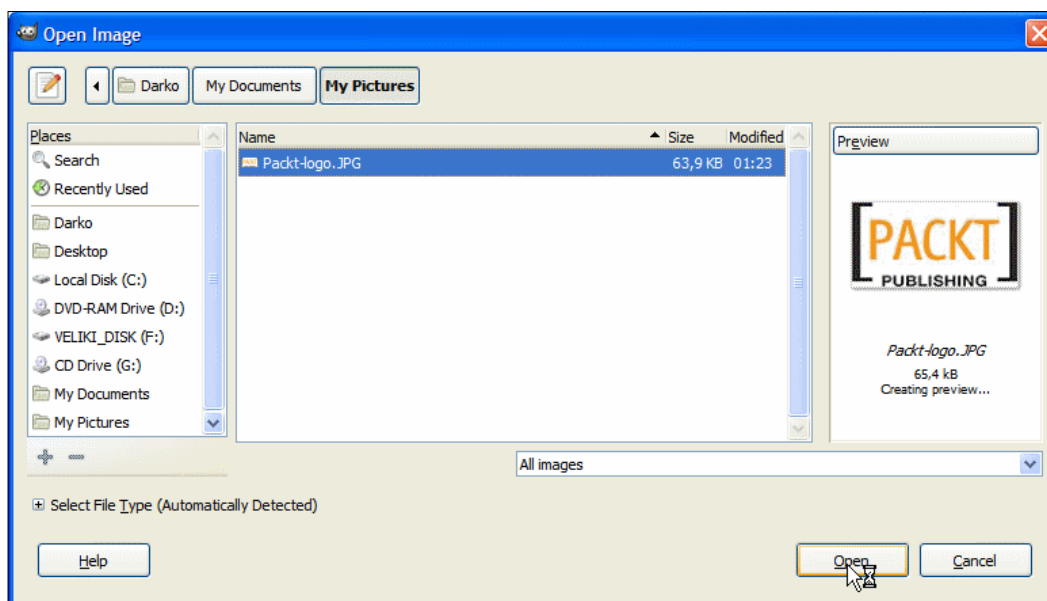 Open Image
Darko My Documents My Pictures
Places
Search
Recently Used
Darko
Desktop
Local Disk (C:)
DVD-RAM Drive (D:)
VELIKI_DISK (F:)
CD Drive (G:)
My Documents
My Pictures
Name Size Modified
Packt-logo.JPG 63,9 KB 01:23
Preview
PACKT
PUBLISHING
Packt-logo.JPG
65,4 kB
Creating preview...
All images
Select File Type (Automatically Detected)
Help Open Cancel